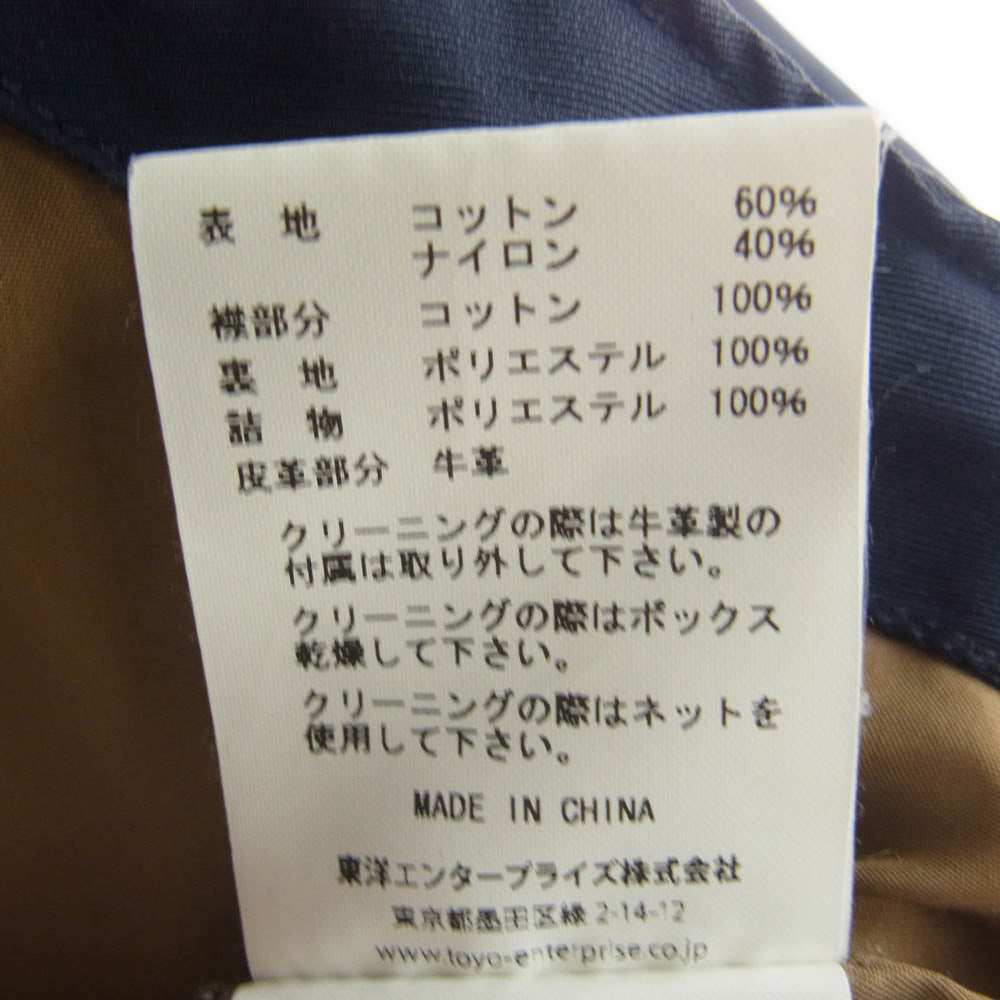 表 地 コットン 60%
ナイロン 40%
襟部分 コットン 100%
裏 地 ポリエステル 100%
詰 物 ポリエステル 100%
皮革部分 牛革
クリーニングの際は牛革製の
付属は取り外して下さい。
クリーニングの際はボックス
乾燥して下さい。
クリーニングの際はネットを
使用して下さい。
MADE IN CHINA
東洋エンタープライズ株式会社
東京都墨田区緑 2-14-12
www.toyo-enterprise.co.jp